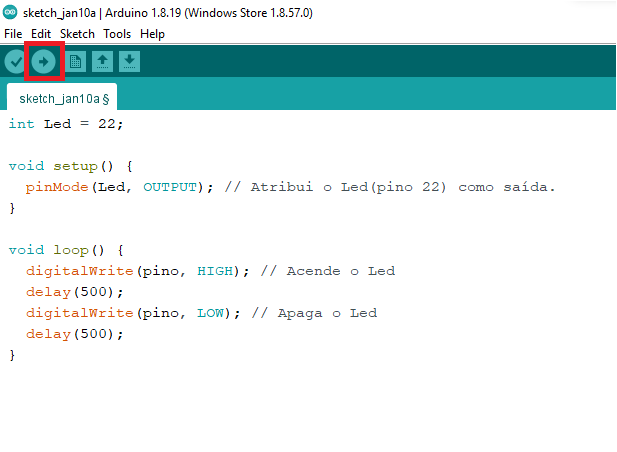 sketch_jan10a | Arduino 1.8.19 (Windows Store 1.8.57.0)
File Edit Sketch Tools Help
sketch_jan10a §
int Led = 22;
void setup() {
pinMode(Led, OUTPUT); // Atribui o Led(pino 22) como saída.
}
void loop() {
digitalWrite(pino, HIGH); // Acende o Led
delay(500);
digitalWrite(pino, LOW); // Apaga o Led
delay(500);
}